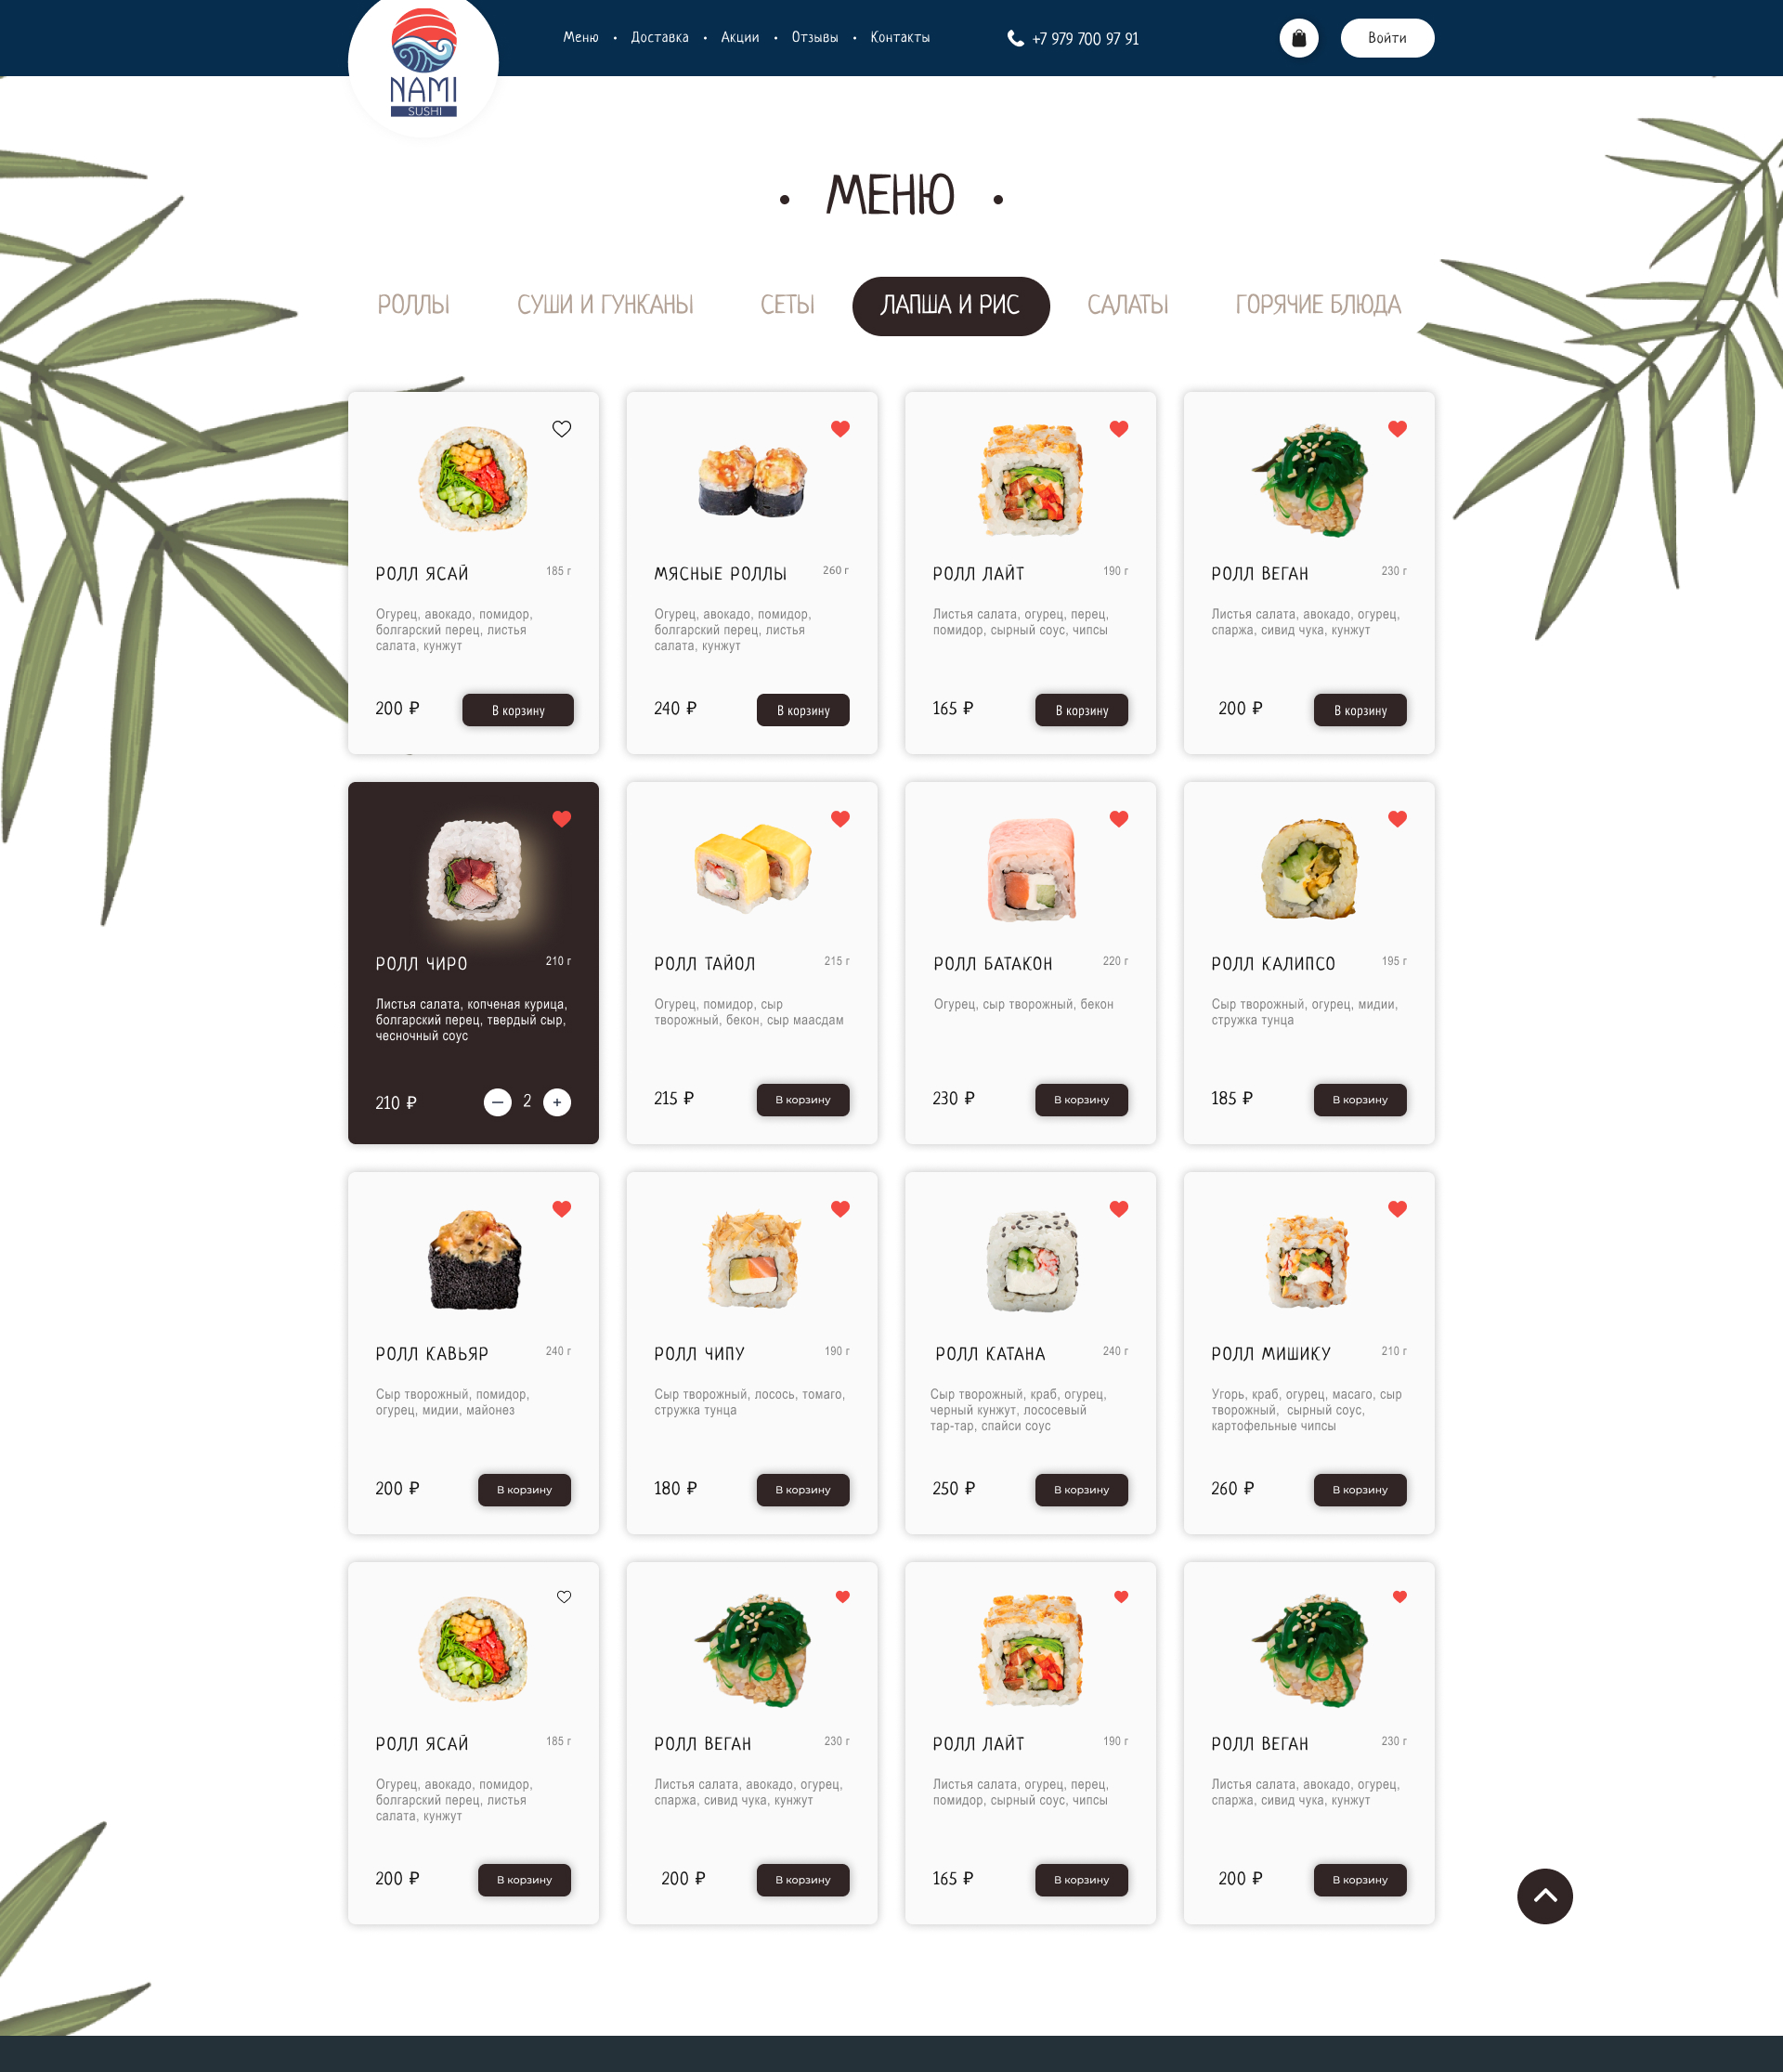 NAMI
SUSHI
Меню • Доставка • Акции • Отзывы • Контакты
+7 979 700 97 91
Войти
• МЕНЮ •
РОЛЛЫ
СУШИ И ГУНКАНЫ
СЕТЫ
ЛАПША И РИС
САЛАТЫ
ГОРЯЧИЕ БЛЮДА
РОЛЛ ЯСАЙ
185 г
Огурец, авокадо, помидор,
болгарский перец, листья
салата, кунжут
200 ₽
В корзину
МЯСНЫЕ РОЛЛЫ
260 г
Огурец, авокадо, помидор,
болгарский перец, листья
салата, кунжут
240 ₽
В корзину
РОЛЛ ЛАЙТ
190 г
Листья салата, огурец, перец,
помидор, сырный соус, чипсы
165 ₽
В корзину
РОЛЛ ВЕГАН
230 г
Листья салата, авокадо, огурец,
спаржа, сивид чука, кунжут
200 ₽
В корзину
РОЛЛ ЧИРО
210 г
Листья салата, копченая курица,
болгарский перец, твердый сыр,
чесночный соус
210 ₽
— 2 +
РОЛЛ ТАЙОЛ
215 г
Огурец, помидор, сыр
творожный, бекон, сыр маасдам
215 ₽
В корзину
РОЛЛ БАТАКОН
220 г
Огурец, сыр творожный, бекон
230 ₽
В корзину
РОЛЛ КАЛИПСО
195 г
Сыр творожный, огурец, мидии,
стружка тунца
185 ₽
В корзину
РОЛЛ КАВЬЯР
240 г
Сыр творожный, помидор,
огурец, мидии, майонез
200 ₽
В корзину
РОЛЛ ЧИПУ
190 г
Сыр творожный, лосось, томаго,
стружка тунца
180 ₽
В корзину
РОЛЛ КАТАНА
240 г
Сыр творожный, краб, огурец,
черный кунжут, лососевый
тар-тар, спайси соус
250 ₽
В корзину
РОЛЛ МИШИКУ
210 г
Угорь, краб, огурец, масаго, сыр
творожный, сырный соус,
картофельные чипсы
260 ₽
В корзину
РОЛЛ ЯСАЙ
185 г
Огурец, авокадо, помидор,
болгарский перец, листья
салата, кунжут
200 ₽
В корзину
РОЛЛ ВЕГАН
230 г
Листья салата, авокадо, огурец,
спаржа, сивид чука, кунжут
200 ₽
В корзину
РОЛЛ ЛАЙТ
190 г
Листья салата, огурец, перец,
помидор, сырный соус, чипсы
165 ₽
В корзину
РОЛЛ ВЕГАН
230 г
Листья салата, авокадо, огурец,
спаржа, сивид чука, кунжут
200 ₽
В корзину